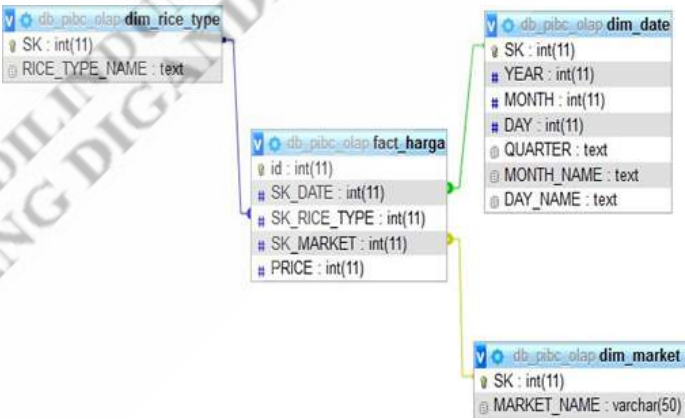 db_pibc_olap dim_rice_type
SK : int(11)
RICE_TYPE_NAME : text
db_pibc_olap dim_date
SK : int(11)
YEAR : int(11)
MONTH : int(11)
DAY : int(11)
QUARTER : text
MONTH_NAME : text
DAY_NAME : text
db_pibc_olap fact_harga
id : int(11)
SK_DATE : int(11)
SK_RICE_TYPE : int(11)
SK_MARKET : int(11)
PRICE : int(11)
db_pibc_olap dim_market
SK : int(11)
MARKET_NAME : varchar(50)